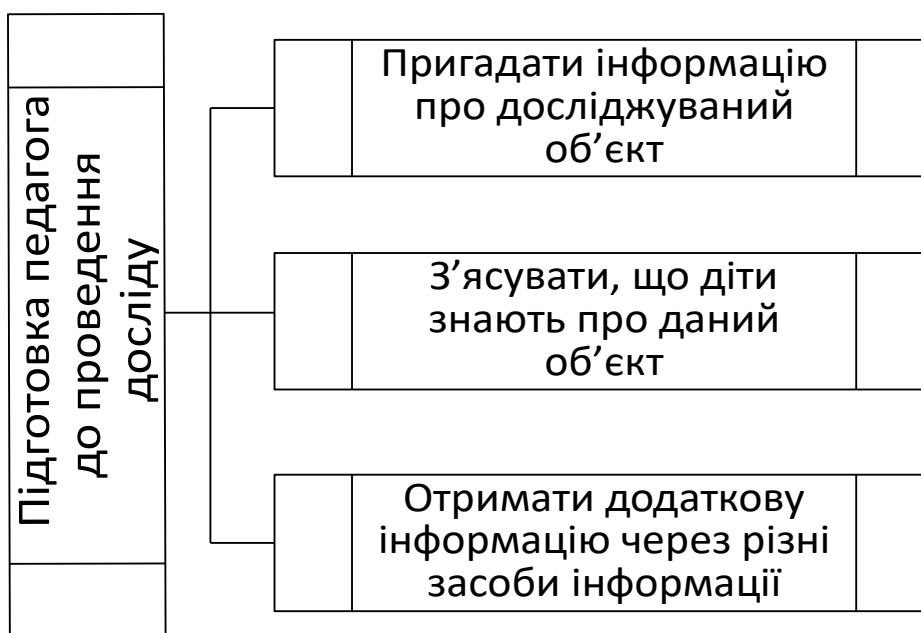 Підготовка педагога
до проведення
досліду
Пригадати інформацію
про досліджуваний
об’єкт
З’ясувати, що діти
знають про даний
об’єкт
Отримати додаткову
інформацію через різні
засоби інформації